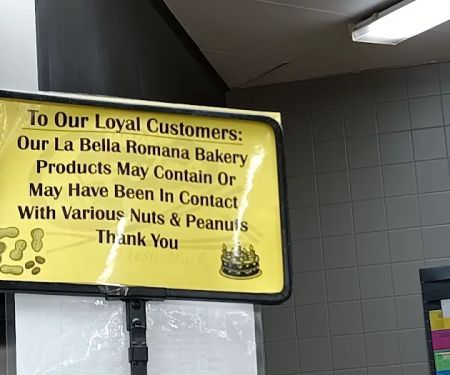 To Our Loyal Customers:
Our La Bella Romana Bakery
Products May Contain Or
May Have Been In Contact
With Various Nuts & Peanuts
Thank You